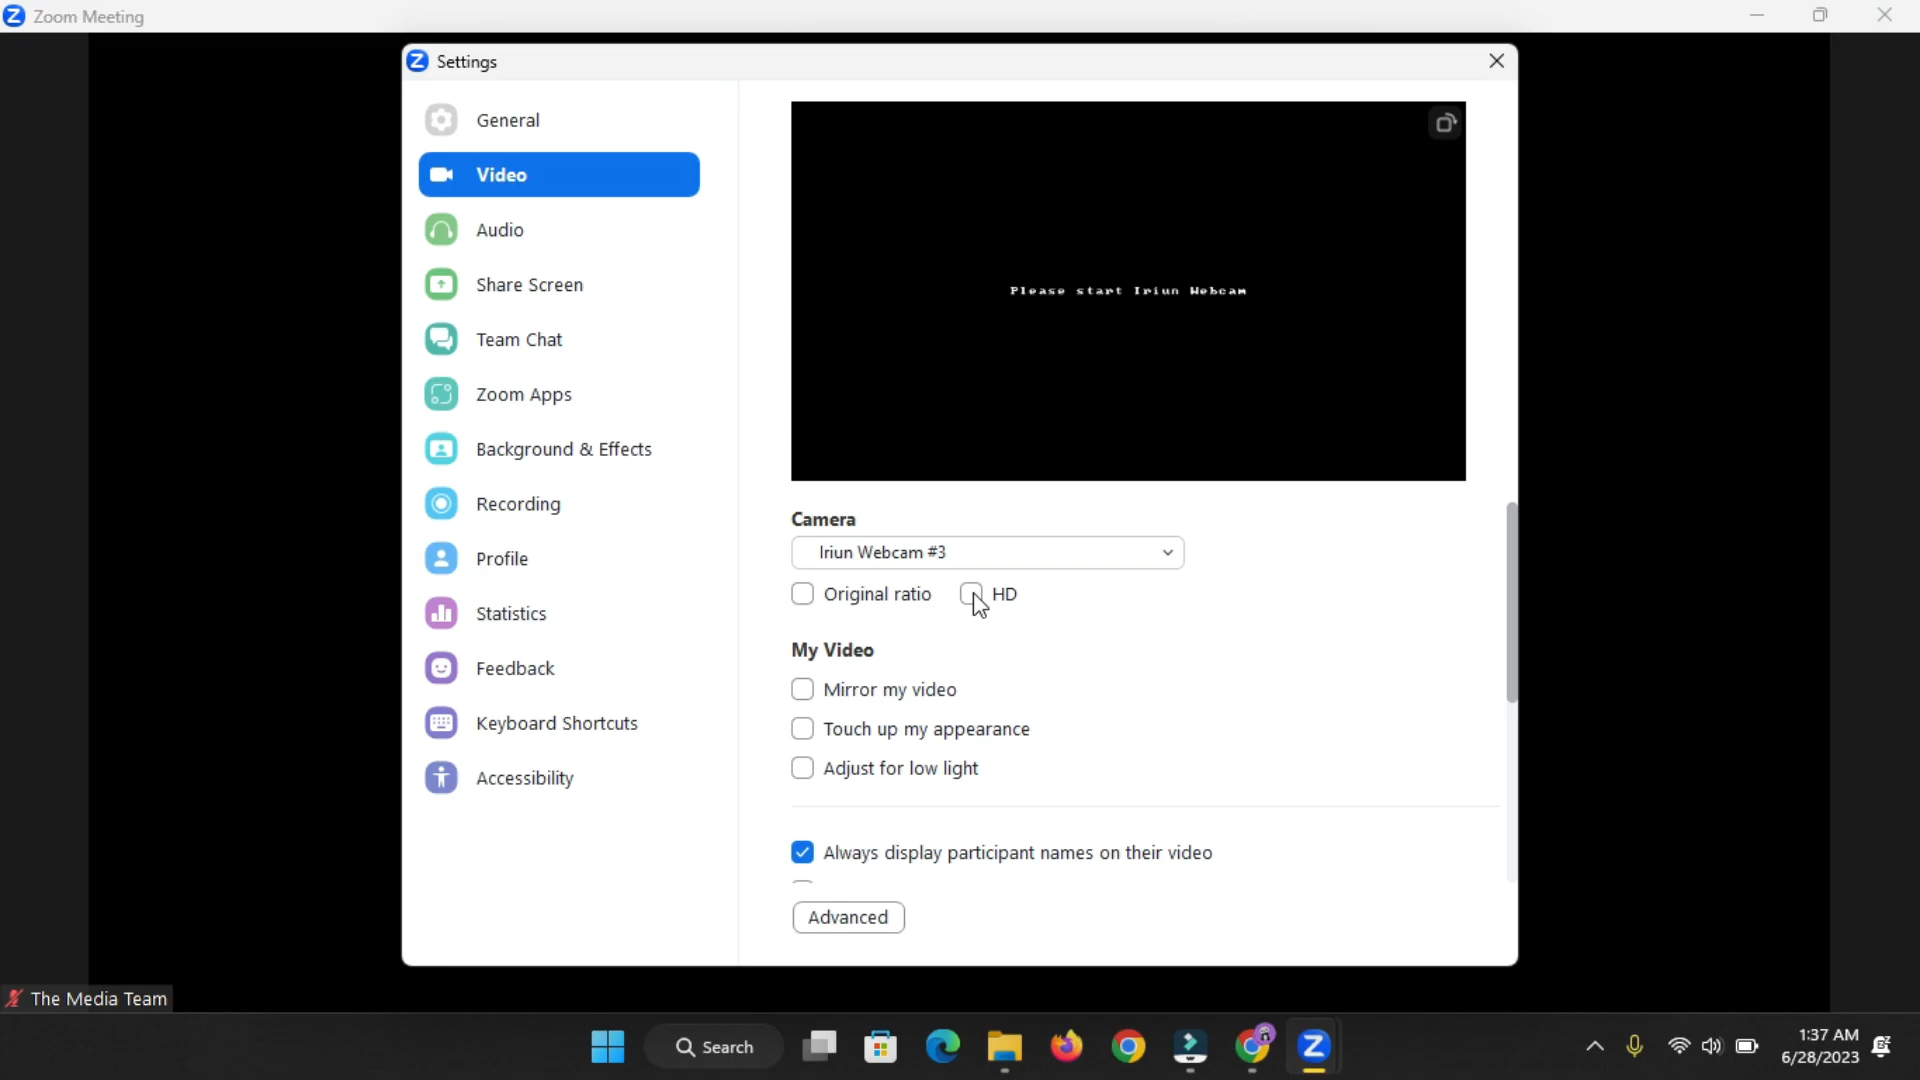 Zoom Meeting
Settings
General
Video
Audio
Share Screen
Team Chat
Zoom Apps
Background & Effects
Recording
Profile
Statistics
Feedback
Keyboard Shortcuts
Accessibility
Please start Iriun Webcam
Camera
Iriun Webcam #3
Original ratio
HD
My Video
Mirror my video
Touch up my appearance
Adjust for low light
Always display participant names on their video
Advanced
The Media Team
Search
1:37 AM
6/28/2023